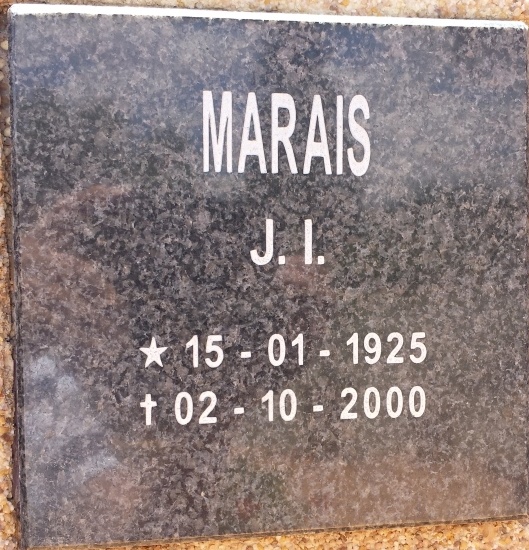 MARAIS
J. I.
★ 15 - 01 - 1925
✝ 02 - 10 - 2000